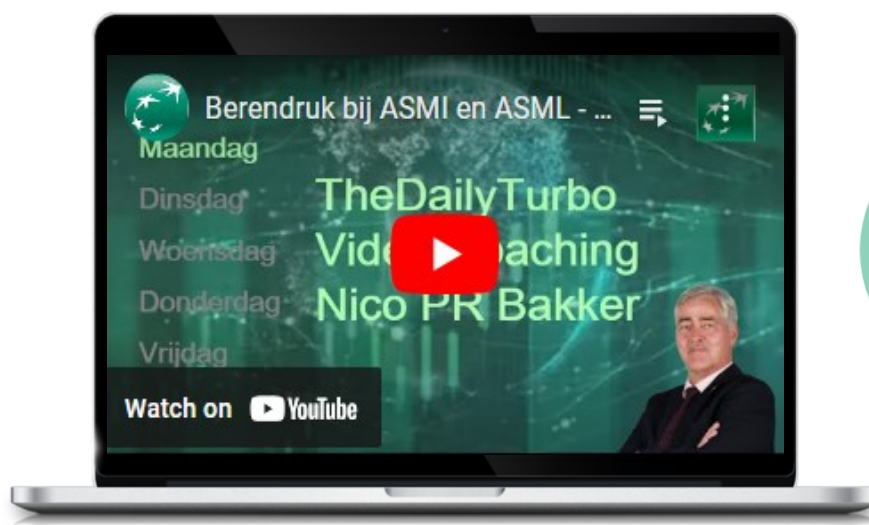 Berendruk bij ASMI en ASML - ...
Maandag
Dinsdag
Woensdag
Donderdag
Vrijdag
TheDailyTurbo
Nico PR Bakker
Watch on YouTube